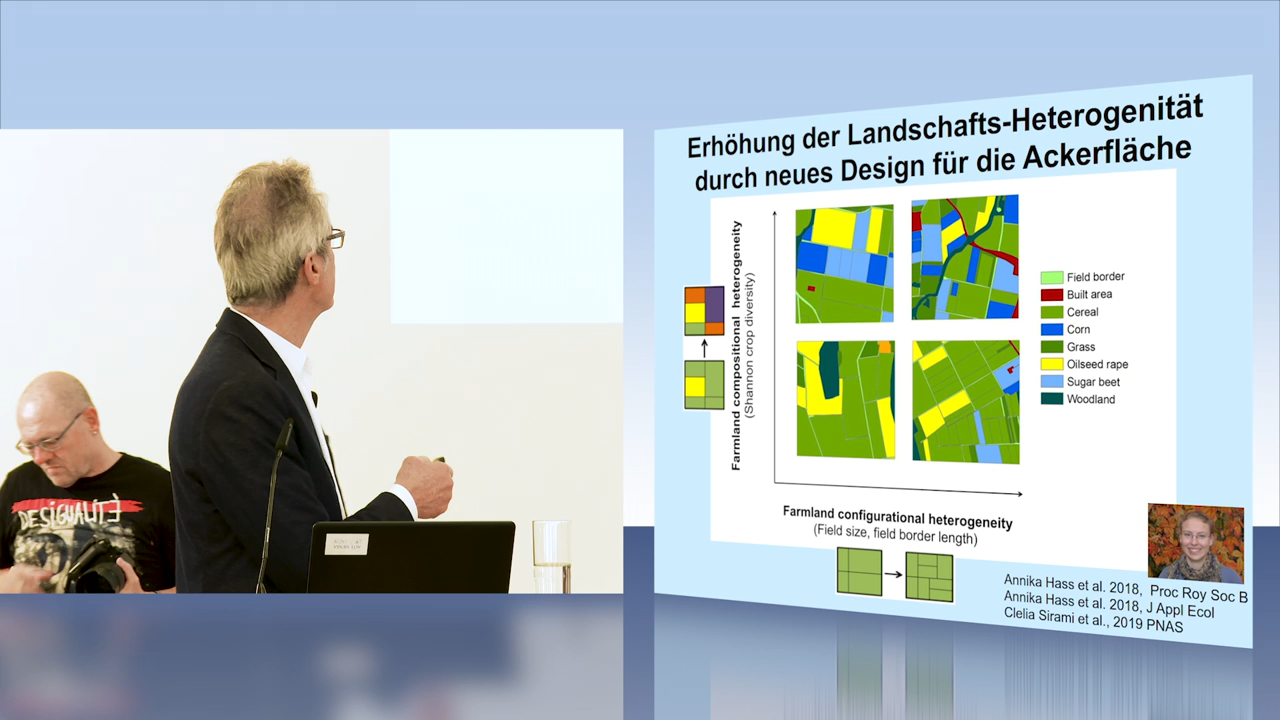 Erhöhung der Landschafts-Heterogenität
durch neues Design für die Ackerfläche
Farmland compositional heterogeneity
(Shannon crop diversity)
Field border
Built area
Cereal
Corn
Grass
Oilseed rape
Sugar beet
Woodland
Farmland configurational heterogeneity
(Field size, field border length)
Annika Hass et al. 2018, Proc Roy Soc B
Annika Hass et al. 2018, J Appl Ecol
Clelia Sirami et al., 2019 PNAS
DESIGUALITÉ